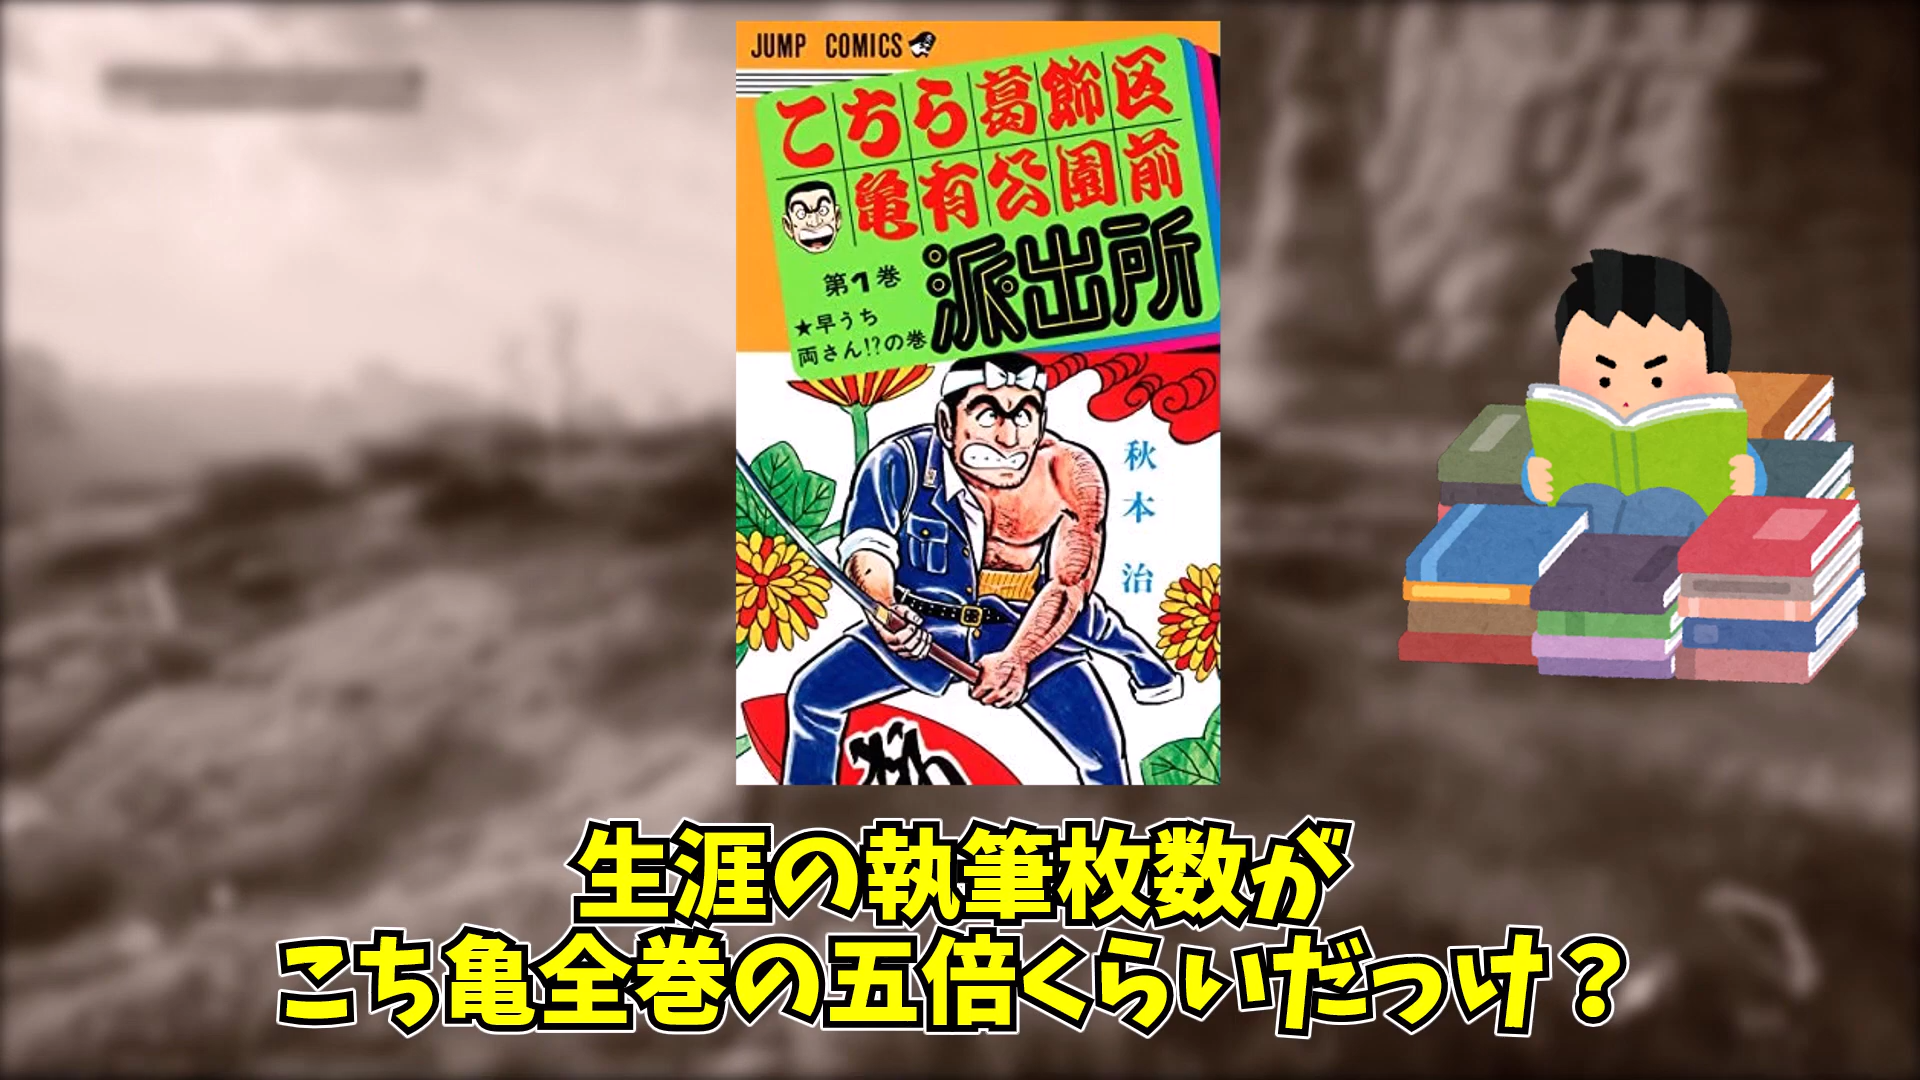 JUMP COMICS
こちら葛飾区
亀有公園前
派出所
第1巻
★早うち
両さん!?の巻
秋本治
生涯の執筆枚数が
こち亀全巻の五倍くらいだっけ？